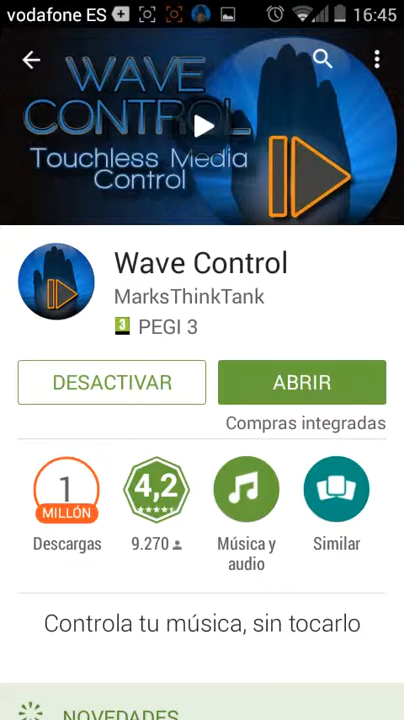 vodafone ES
16:45
WAVE
CONTROL
Touchless Media
Control
Wave Control
MarksThinkTank
3 PEGI 3
DESACTIVAR
ABRIR
Compras integradas
1
MILLÓN
4,2
Descargas
9.270
Música y
audio
Similar
Controla tu música, sin tocarlo
NOVEDADES